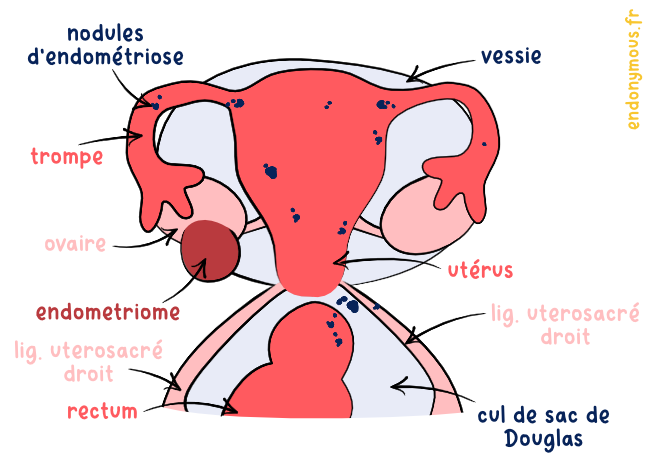 nodules
d'endométriose
vessie
endonymous.fr
trompe
ovaire
utérus
endometriome
lig. uterosacré
droit
lig. uterosacré
droit
rectum
cul de sac de
Douglas